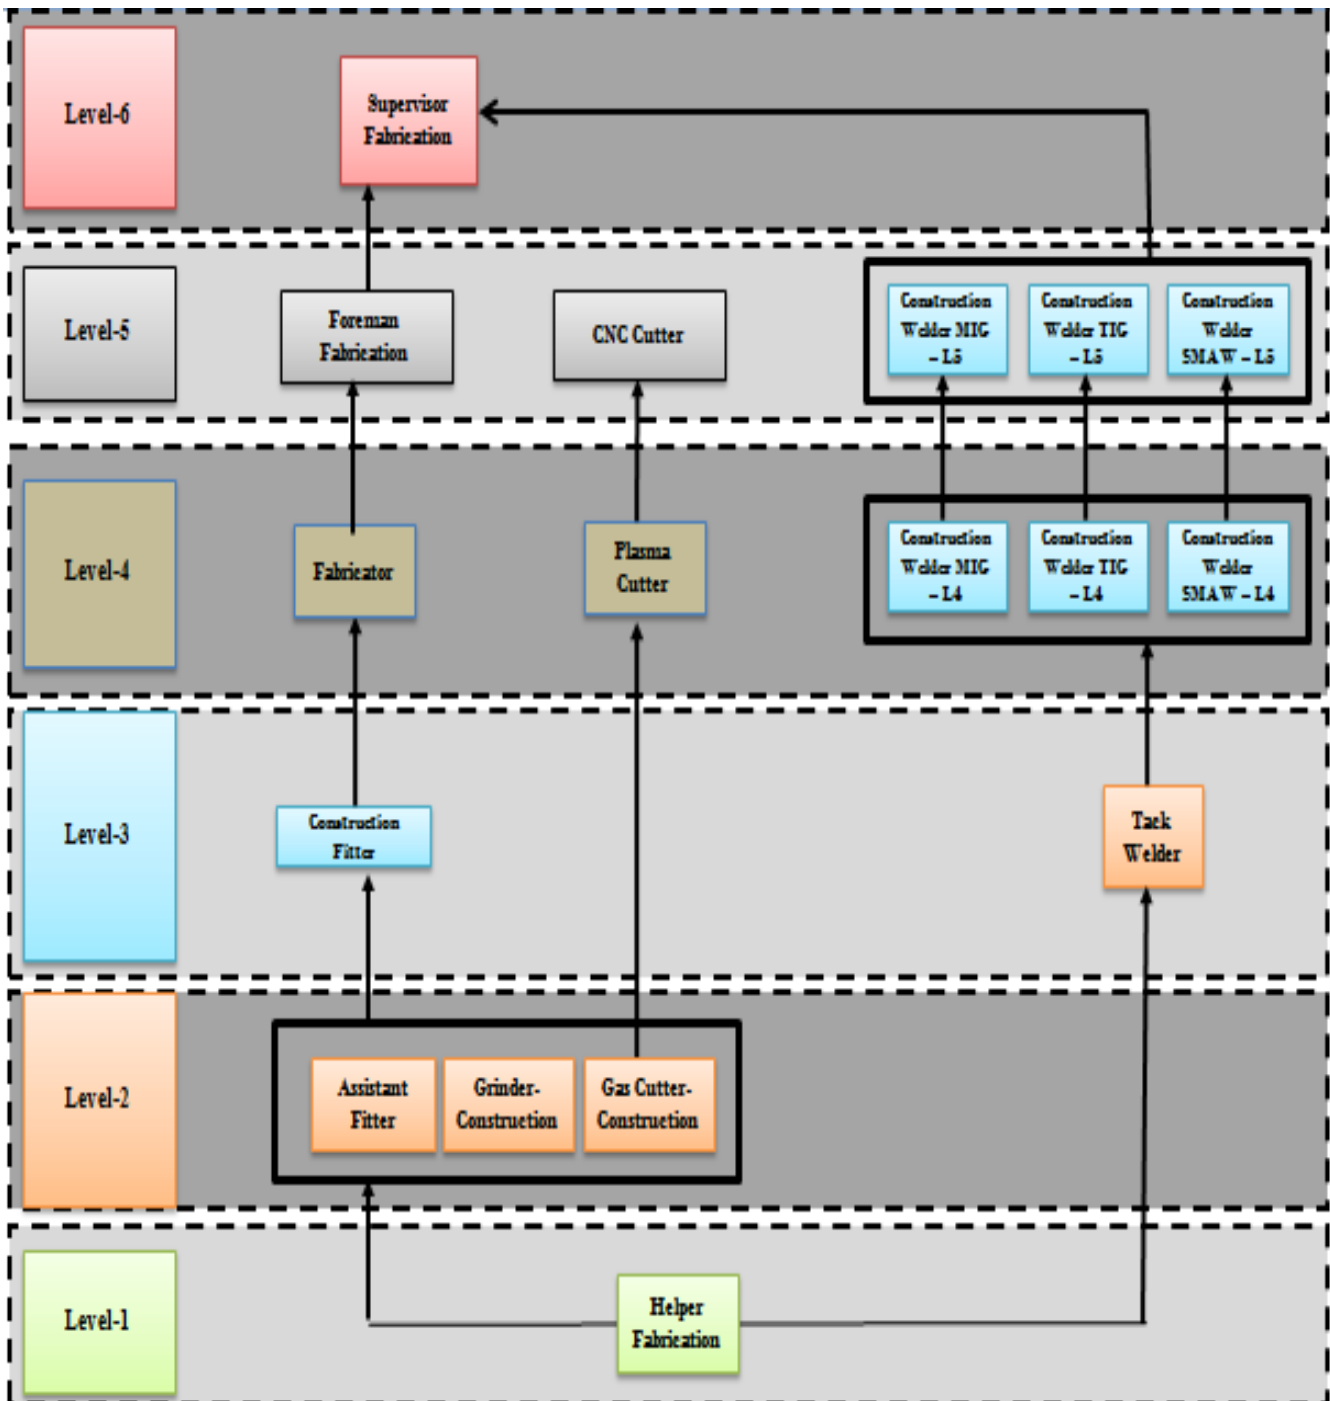 Level-6
Supervisor
Fabrication
Level-5
Foreman
Fabrication
CNC Cutter
Construction
Welder MIG
– L5
Construction
Welder TIG
– L5
Construction
Welder
SMAW – L5
Level-4
Fabricator
Plasma
Cutter
Construction
Welder MIG
– L4
Construction
Welder TIG
– L4
Construction
Welder
SMAW – L4
Level-3
Construction
Fitter
Tack
Welder
Level-2
Assistant
Fitter
Grinder-
Construction
Gas Cutter-
Construction
Level-1
Helper
Fabrication